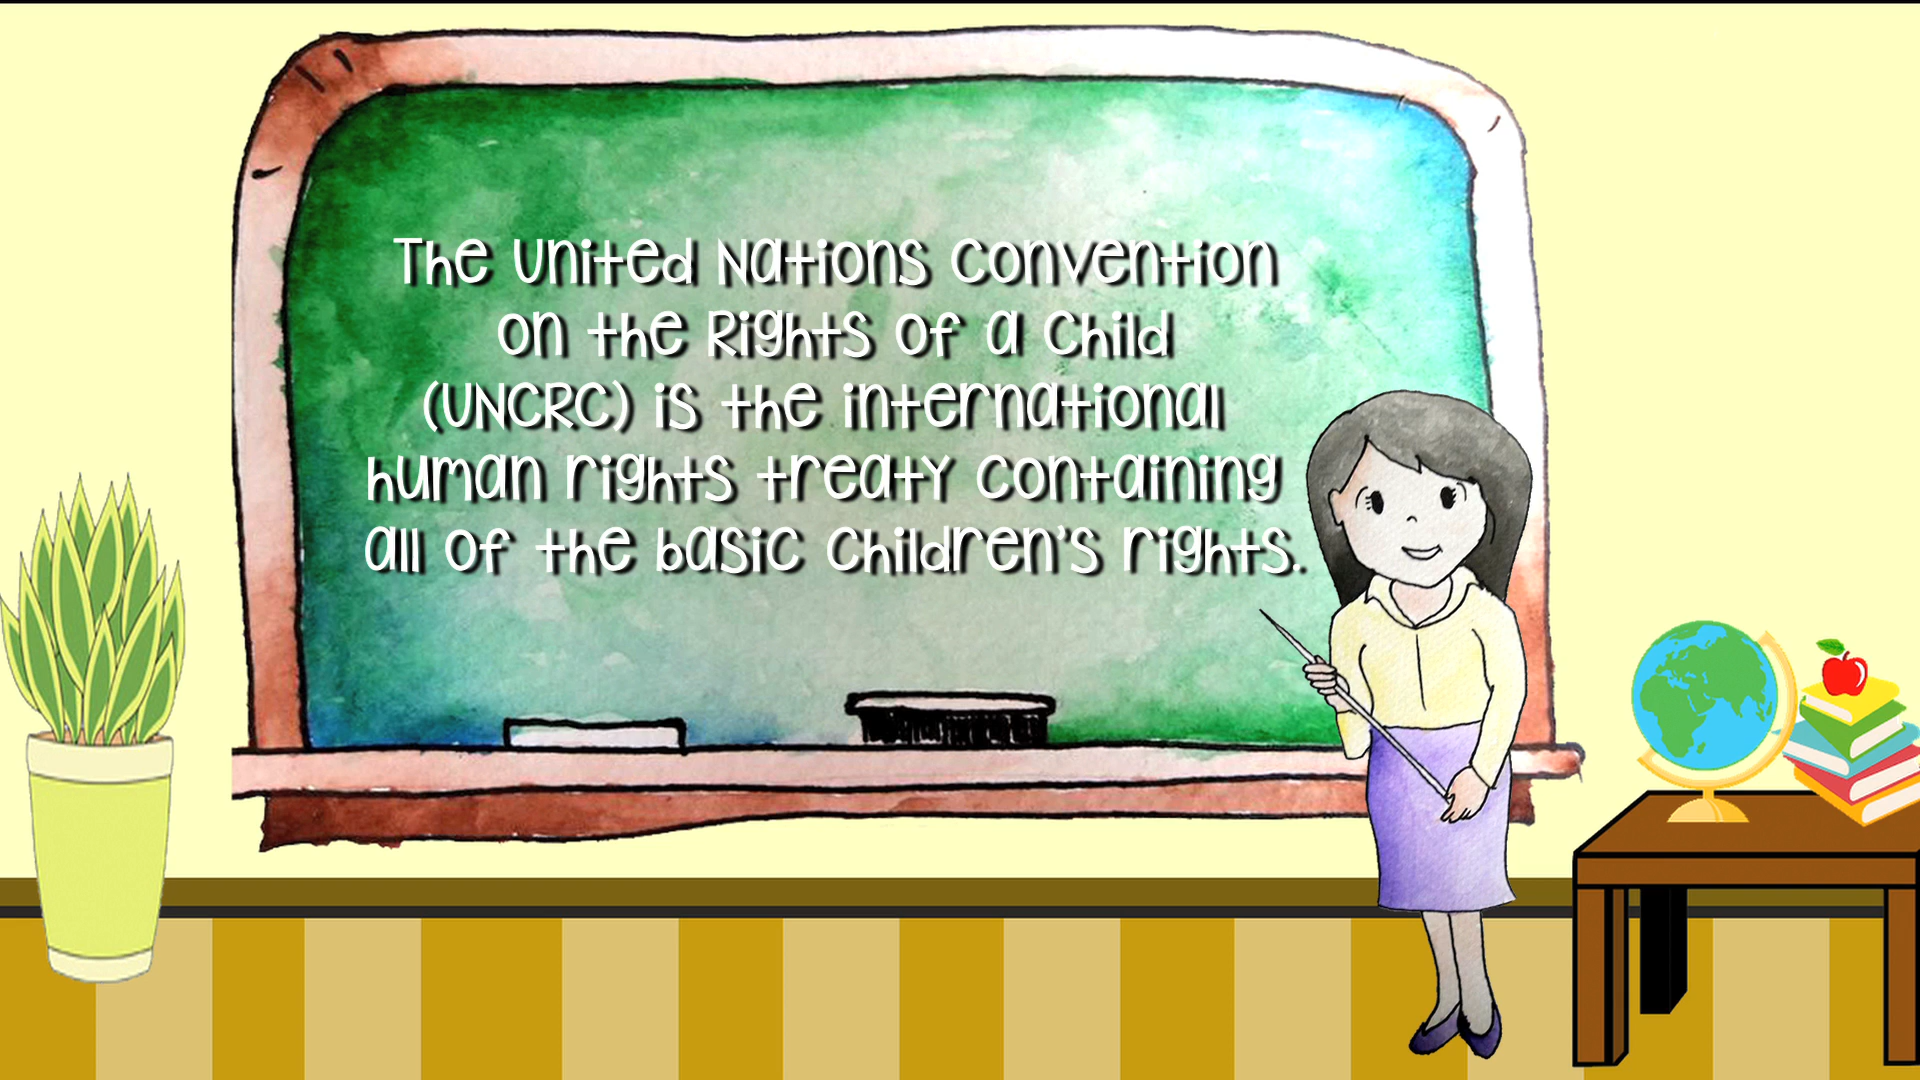 The United Nations Convention
on the Rights of a Child
(UNCRC) is the international
human rights treaty containing
all of the basic children's rights.